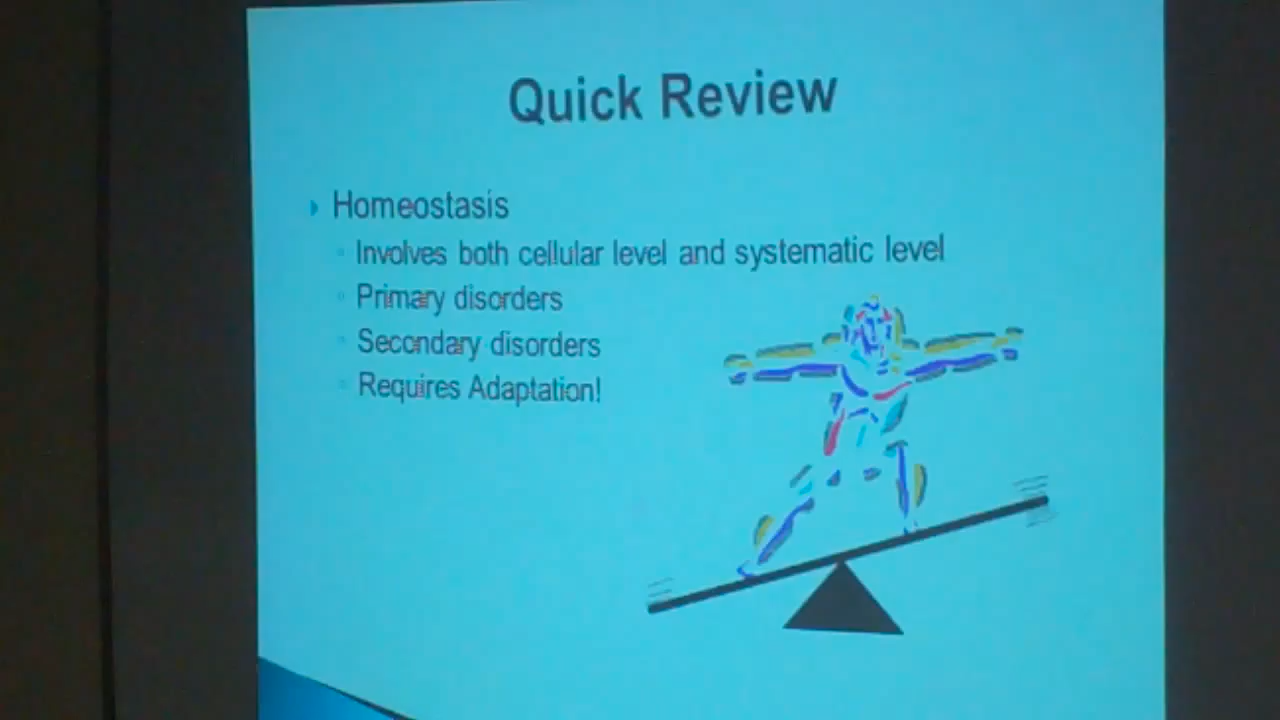 Quick Review
Homeostasis
Involves both cellular level and systematic level
Primary disorders
Secondary disorders
Requires Adaptation!